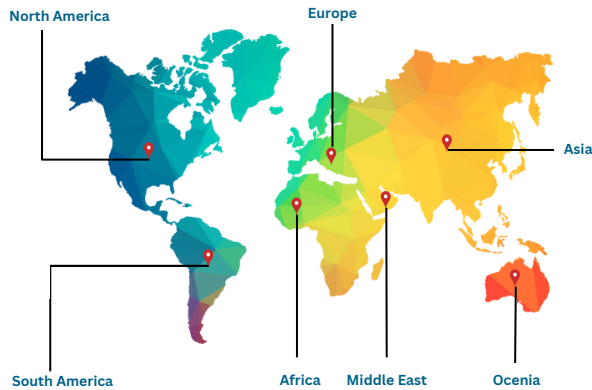 North America
Europe
Asia
South America
Africa
Middle East
Ocenia